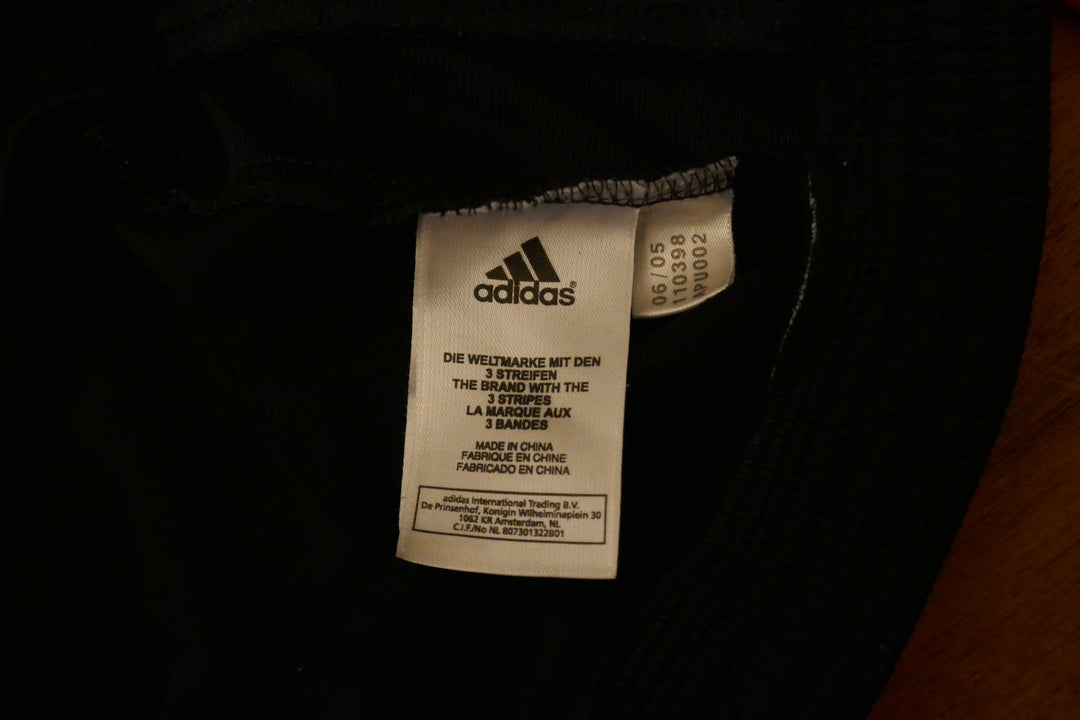 adidas®
DIE WELTMARKE MIT DEN
3 STREIFEN
THE BRAND WITH THE
3 STRIPES
LA MARQUE AUX
3 BANDES
MADE IN CHINA
FABRIQUE EN CHINE
FABRICADO EN CHINA
adidas International Trading B.V.
De Prinsenhof, Konigin Wilheiminaplein 30
1062 KR Amsterdam, NL
C.I.F./No NL 807301322B01
06/05
110398
APU002